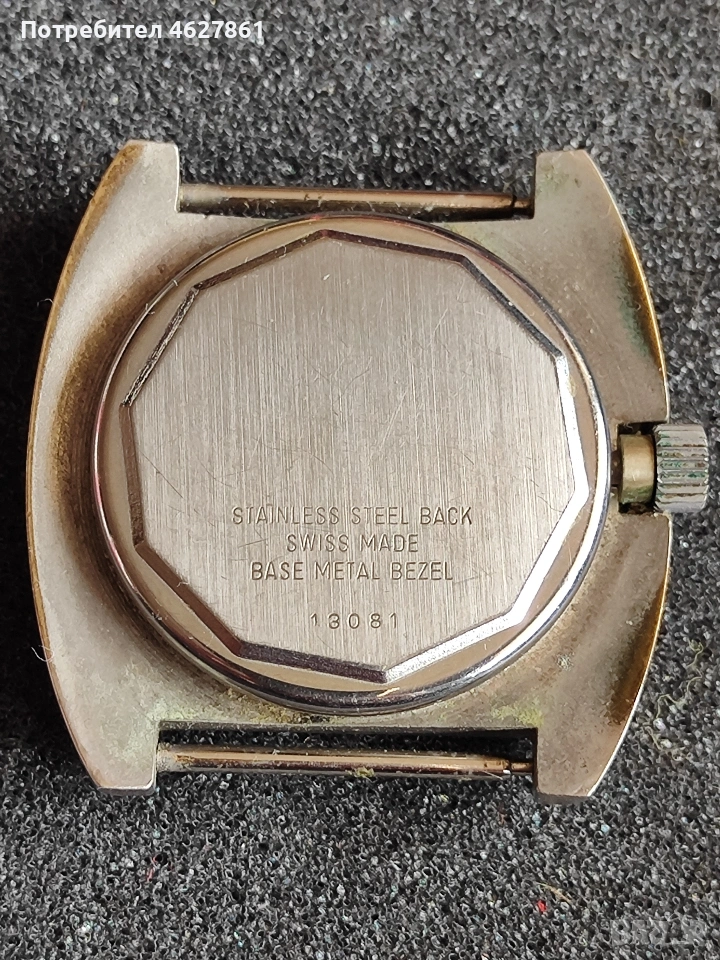 Потребител 4627861
STAINLESS STEEL BACK
SWISS MADE
BASE METAL BEZEL
13081